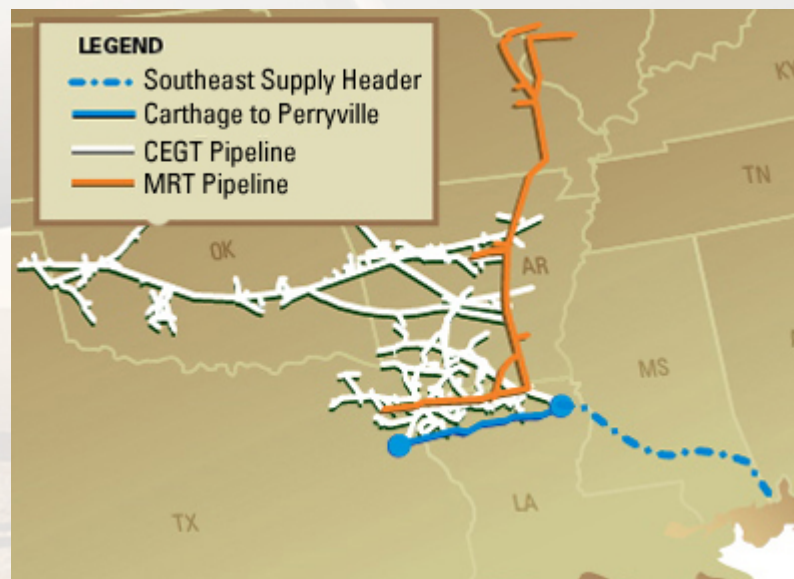 LEGEND
Southeast Supply Header
Carthage to Perryville
CEGT Pipeline
MRT Pipeline
KY
TN
OK
AR
MS
TX
LA